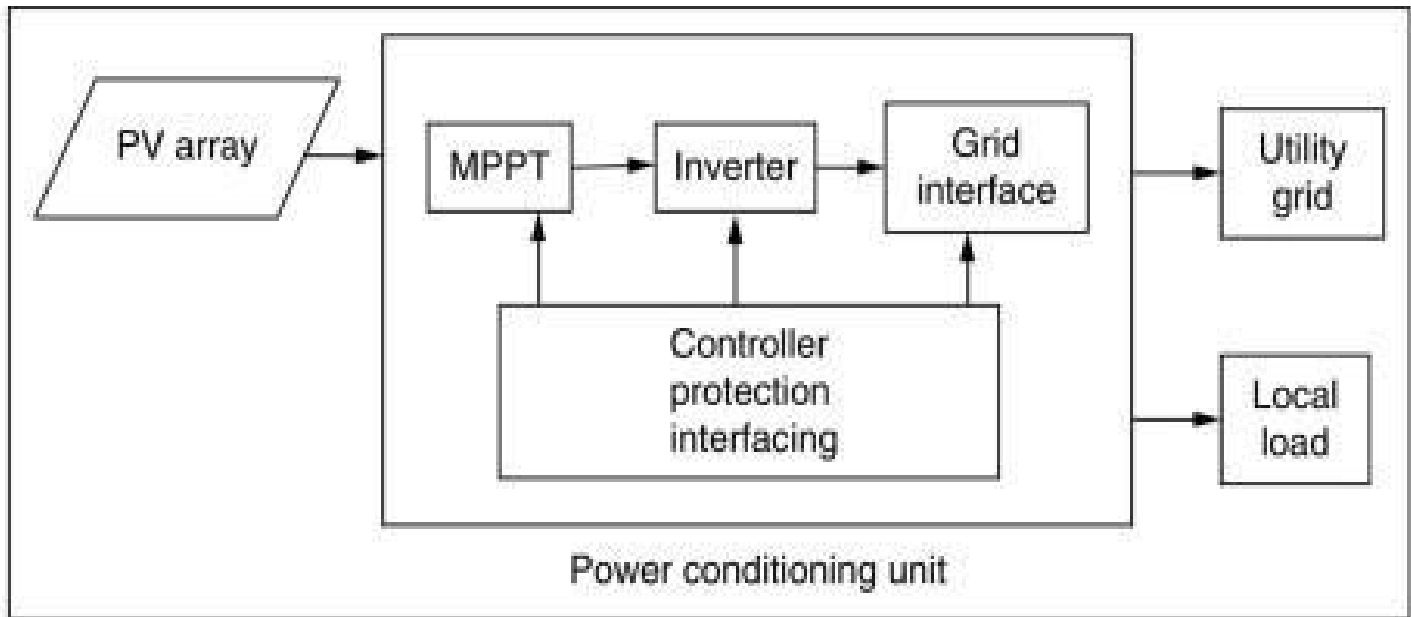 PV array
MPPT
Inverter
Grid
interface
Utility
grid
Controller
protection
interfacing
Local
load
Power conditioning unit